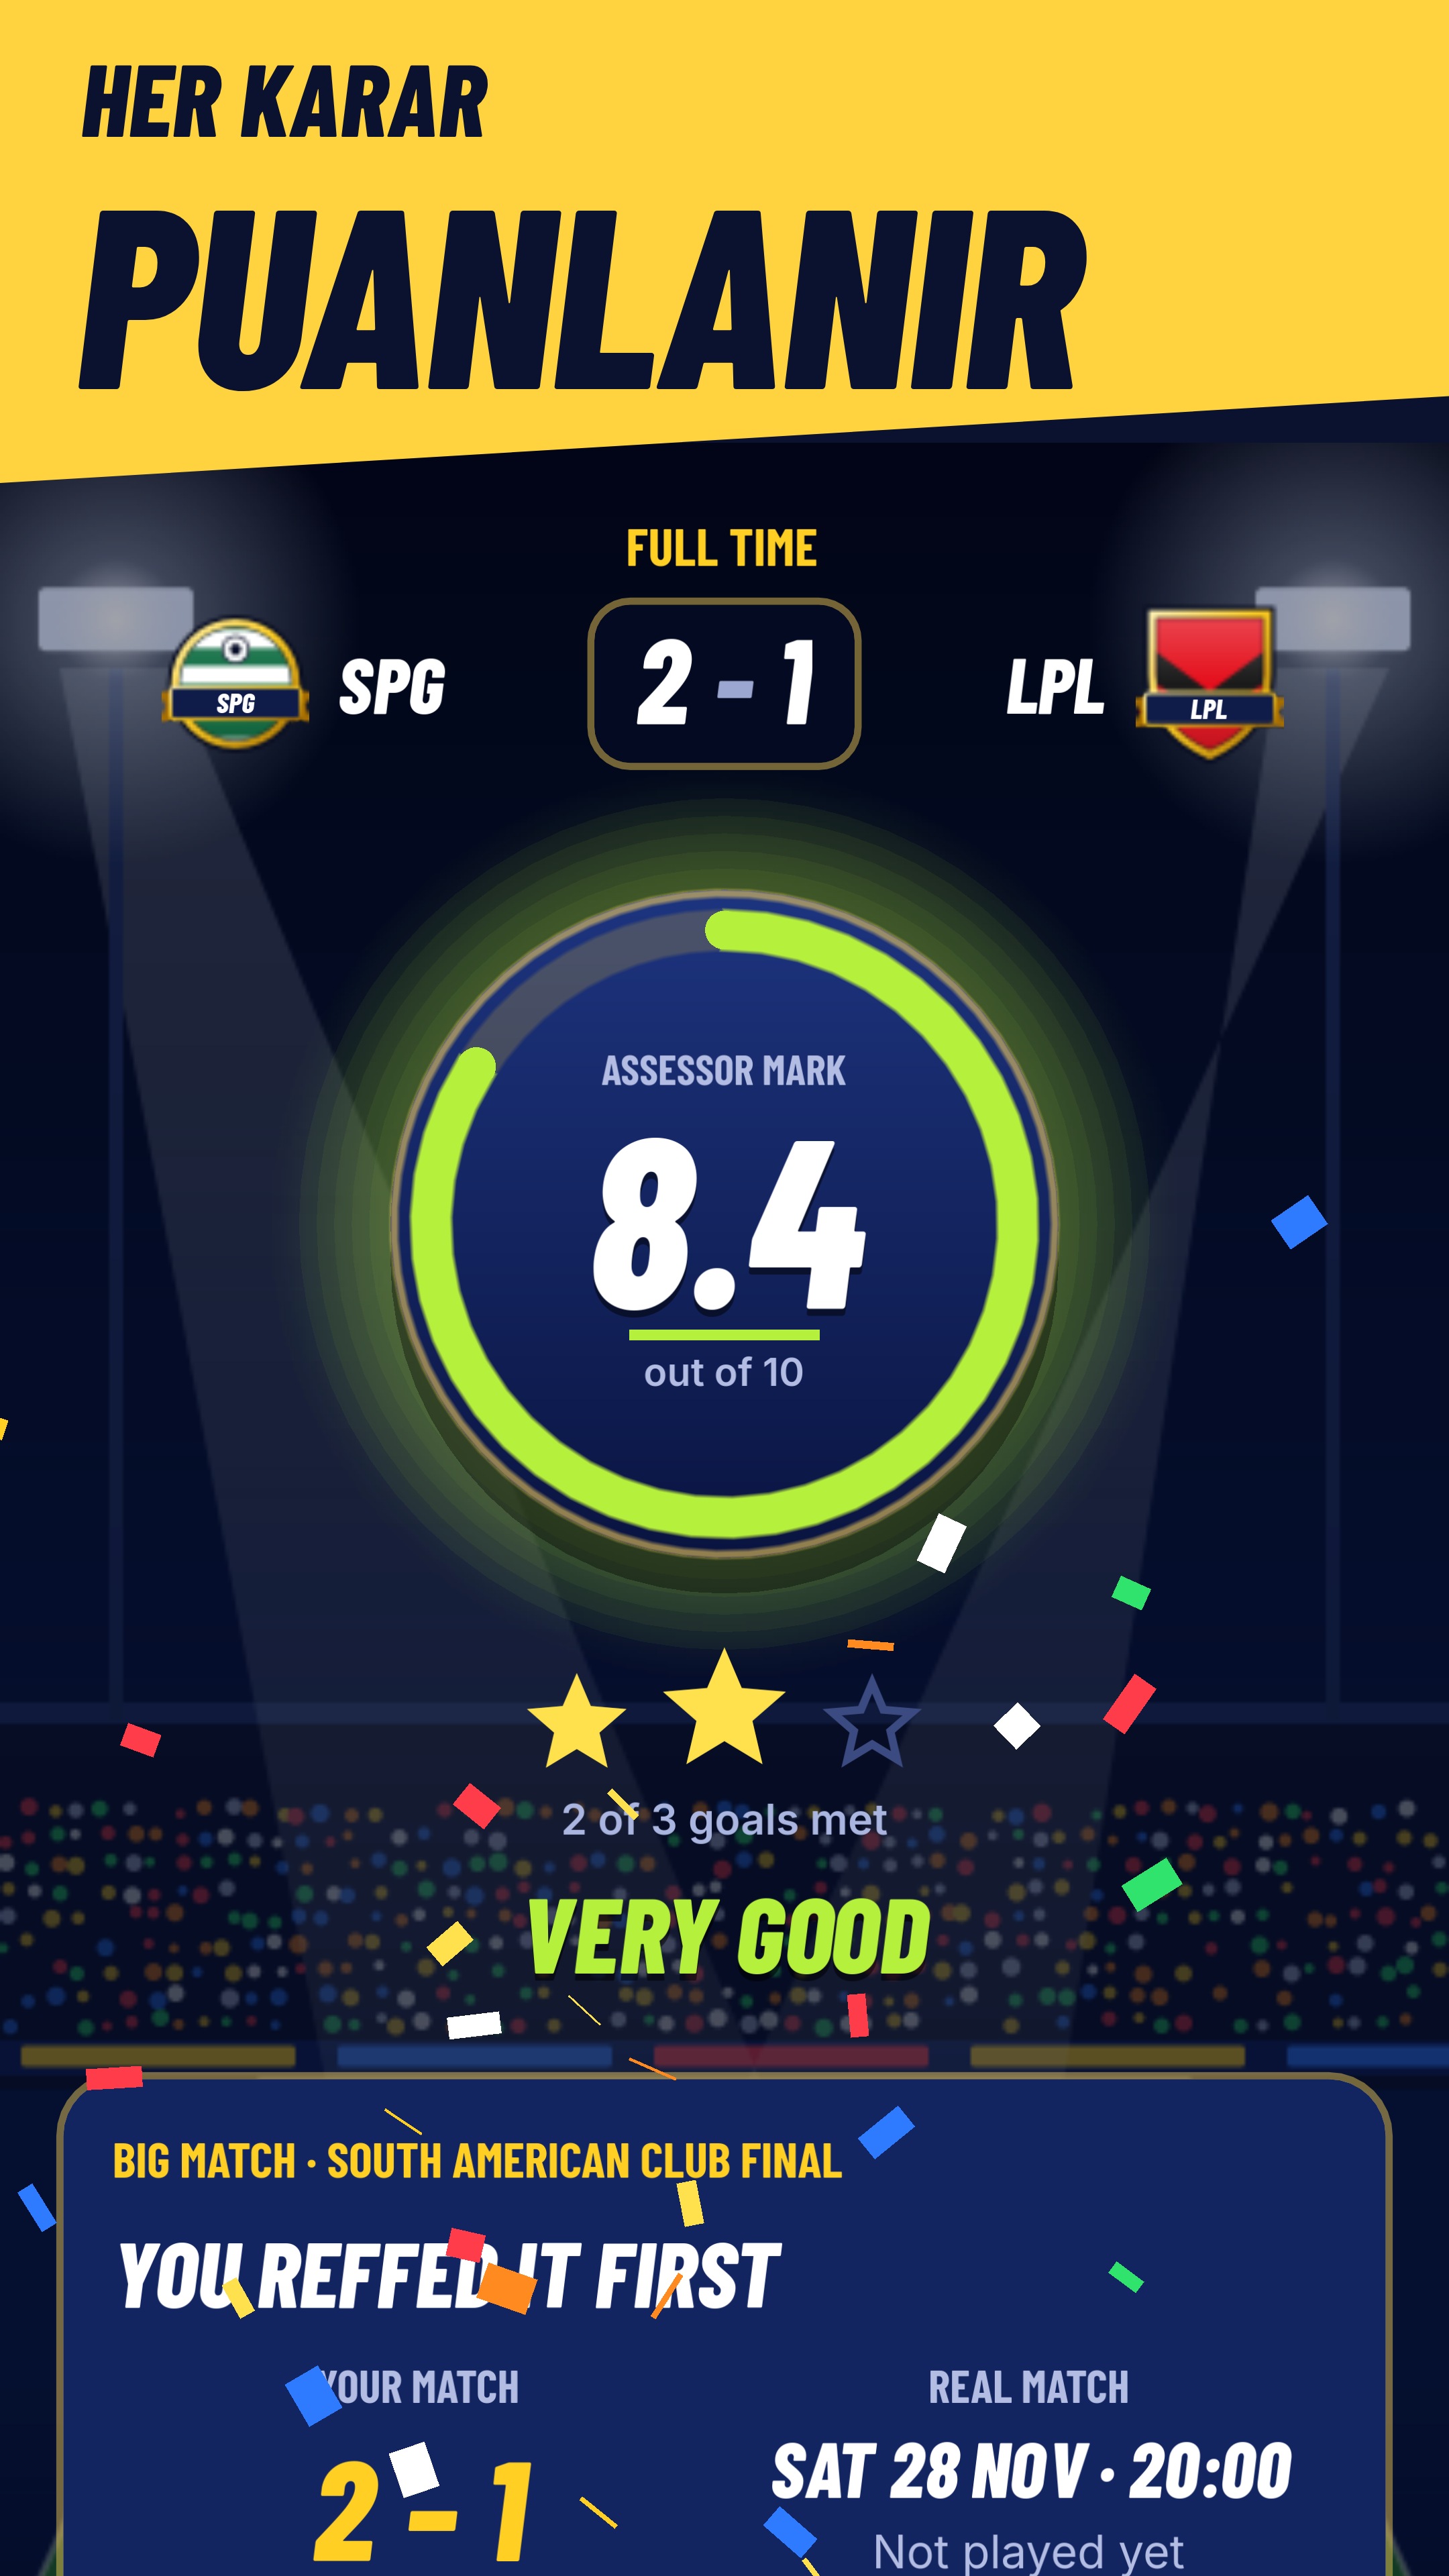 HER KARAR
PUANLANIR
FULL TIME
SPG
SPG
2 - 1
LPL
LPL
ASSESSOR MARK
8.4
out of 10
2 of 3 goals met
VERY GOOD
BIG MATCH · SOUTH AMERICAN CLUB FINAL
YOU REFFED IT FIRST
YOUR MATCH
REAL MATCH
2 - 1
SAT 28 NOV · 20:00
Not played yet